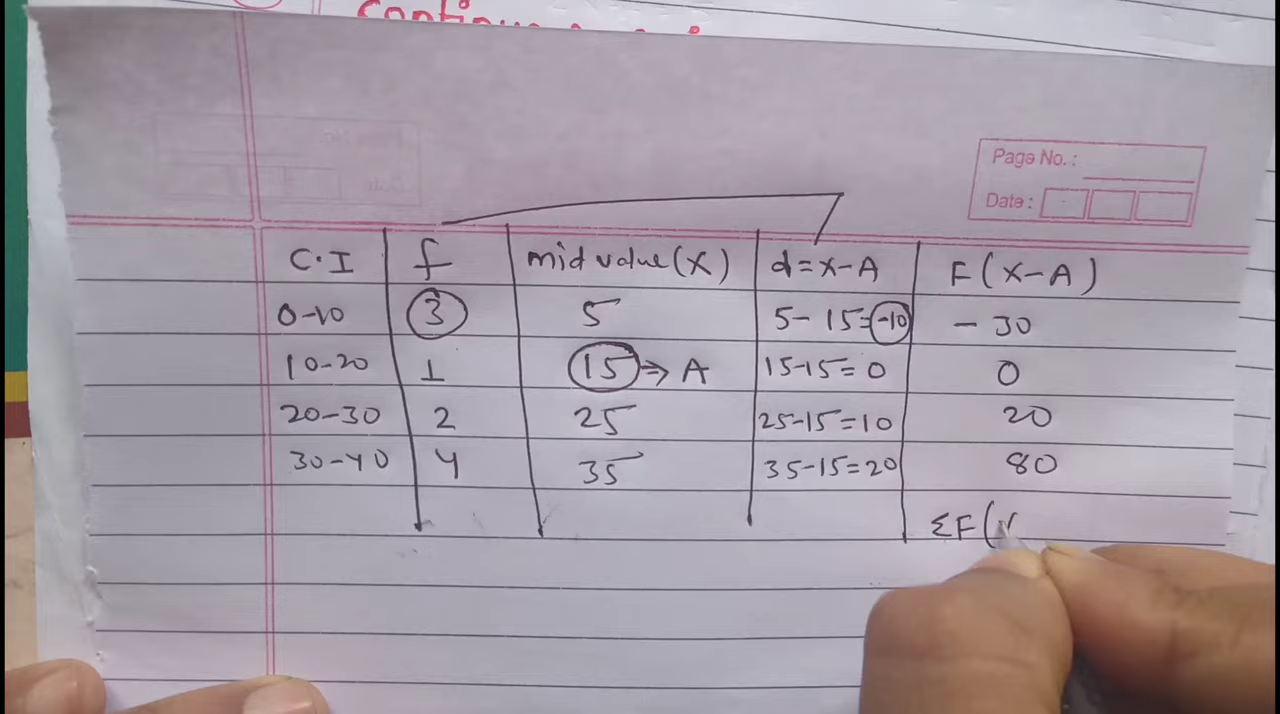 Page No. :
Date :
C.I f mid value (X) d=X-A F(X-A)
0-10 3 5 5-15=-10 -30
10-20 1 15 => A 15-15=0 0
20-30 2 25 25-15=10 20
30-40 4 35 35-15=20 80
ΣF(X